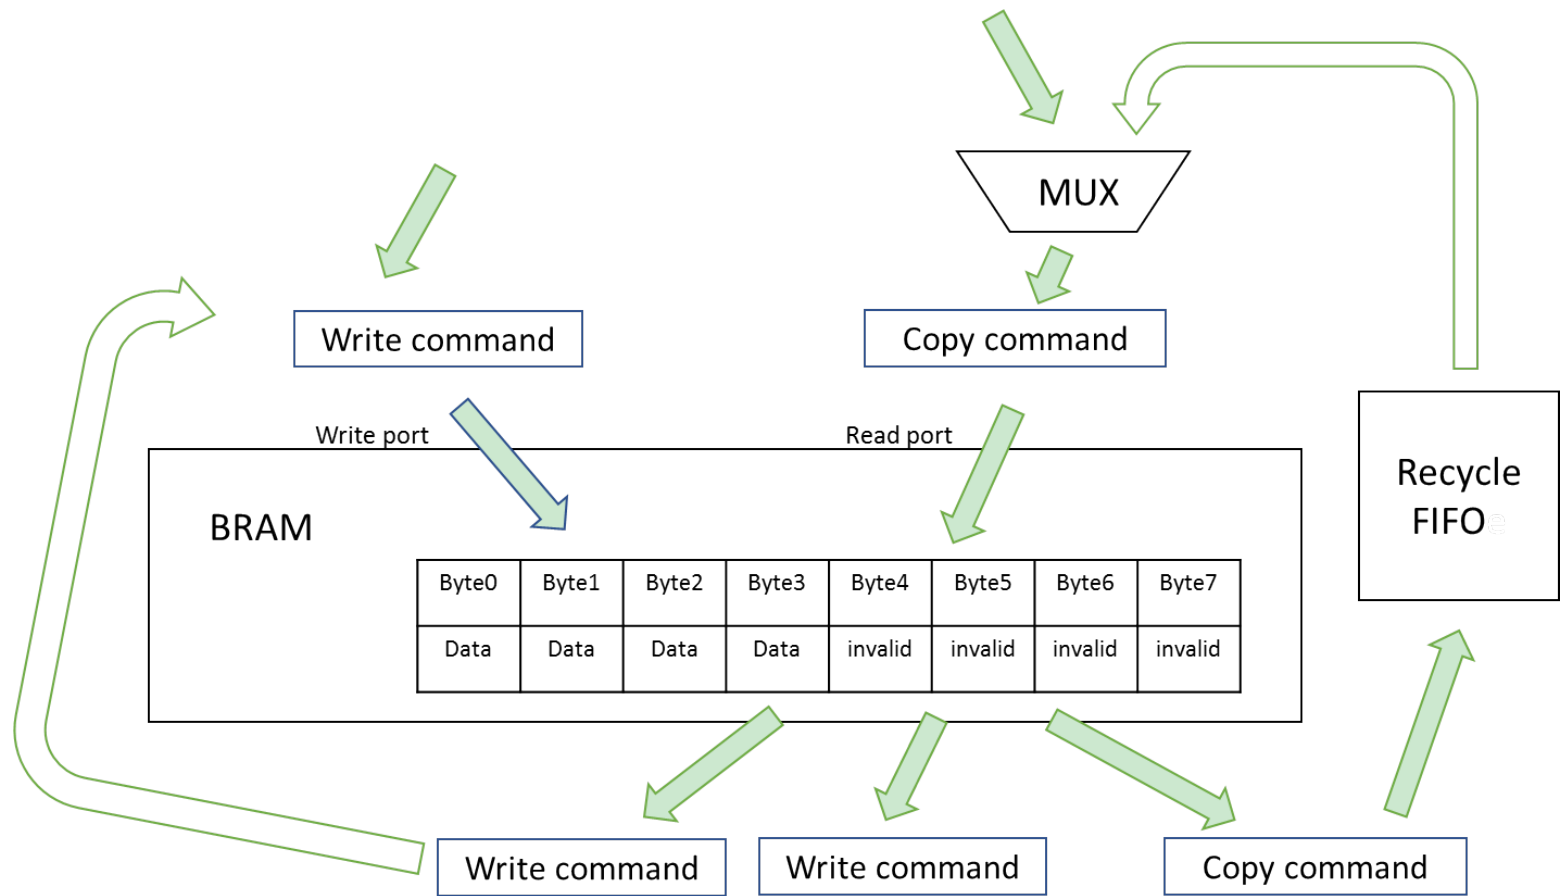 MUX
Write command
Copy command
Write port
Read port
BRAM
Byte0 Byte1 Byte2 Byte3 Byte4 Byte5 Byte6 Byte7
Data Data Data Data invalid invalid invalid invalid
Recycle
FIFOe
Write command
Write command
Copy command